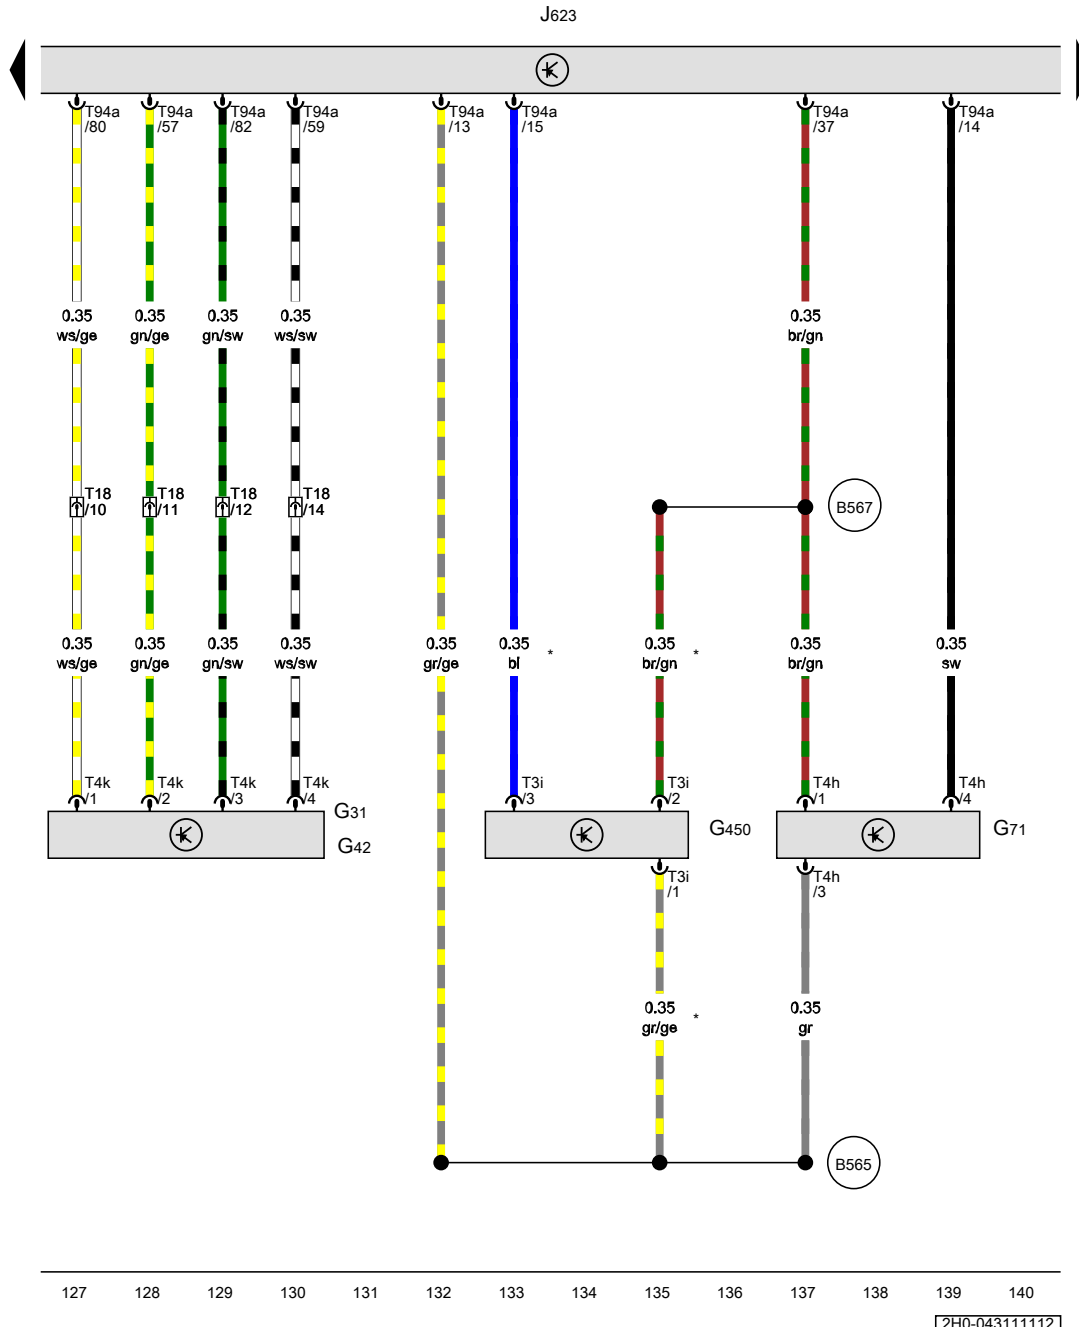 J623
T94a T94a T94a T94a T94a T94a T94a T94a
/80 /57 /82 /59 /13 /15 /37 /14
0.35 0.35 0.35 0.35 0.35
ws/ge gn/ge gn/sw ws/sw br/gn
T18 T18 T18 T18
/10 /11 /12 /14 B567
0.35 0.35 0.35 0.35 0.35 0.35 0.35 0.35 0.35
ws/ge gn/ge gn/sw ws/sw gr/ge bl * br/gn * br/gn sw
T4k T4k T4k T4k T3i T3i T4h T4h
/1 /2 /3 /4 /3 /2 /1 /4
G31
G450 G71
G42
T3i T4h
/1 /3
0.35 0.35
gr/ge * gr
B565
127 128 129 130 131 132 133 134 135 136 137 138 139 140
2H0-043111112